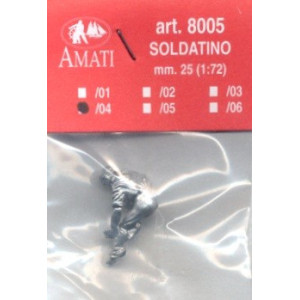 AMATI
art. 8005
SOLDATINO
mm. 25 (1:72)
/01 /02 /03
/04 /05 /06